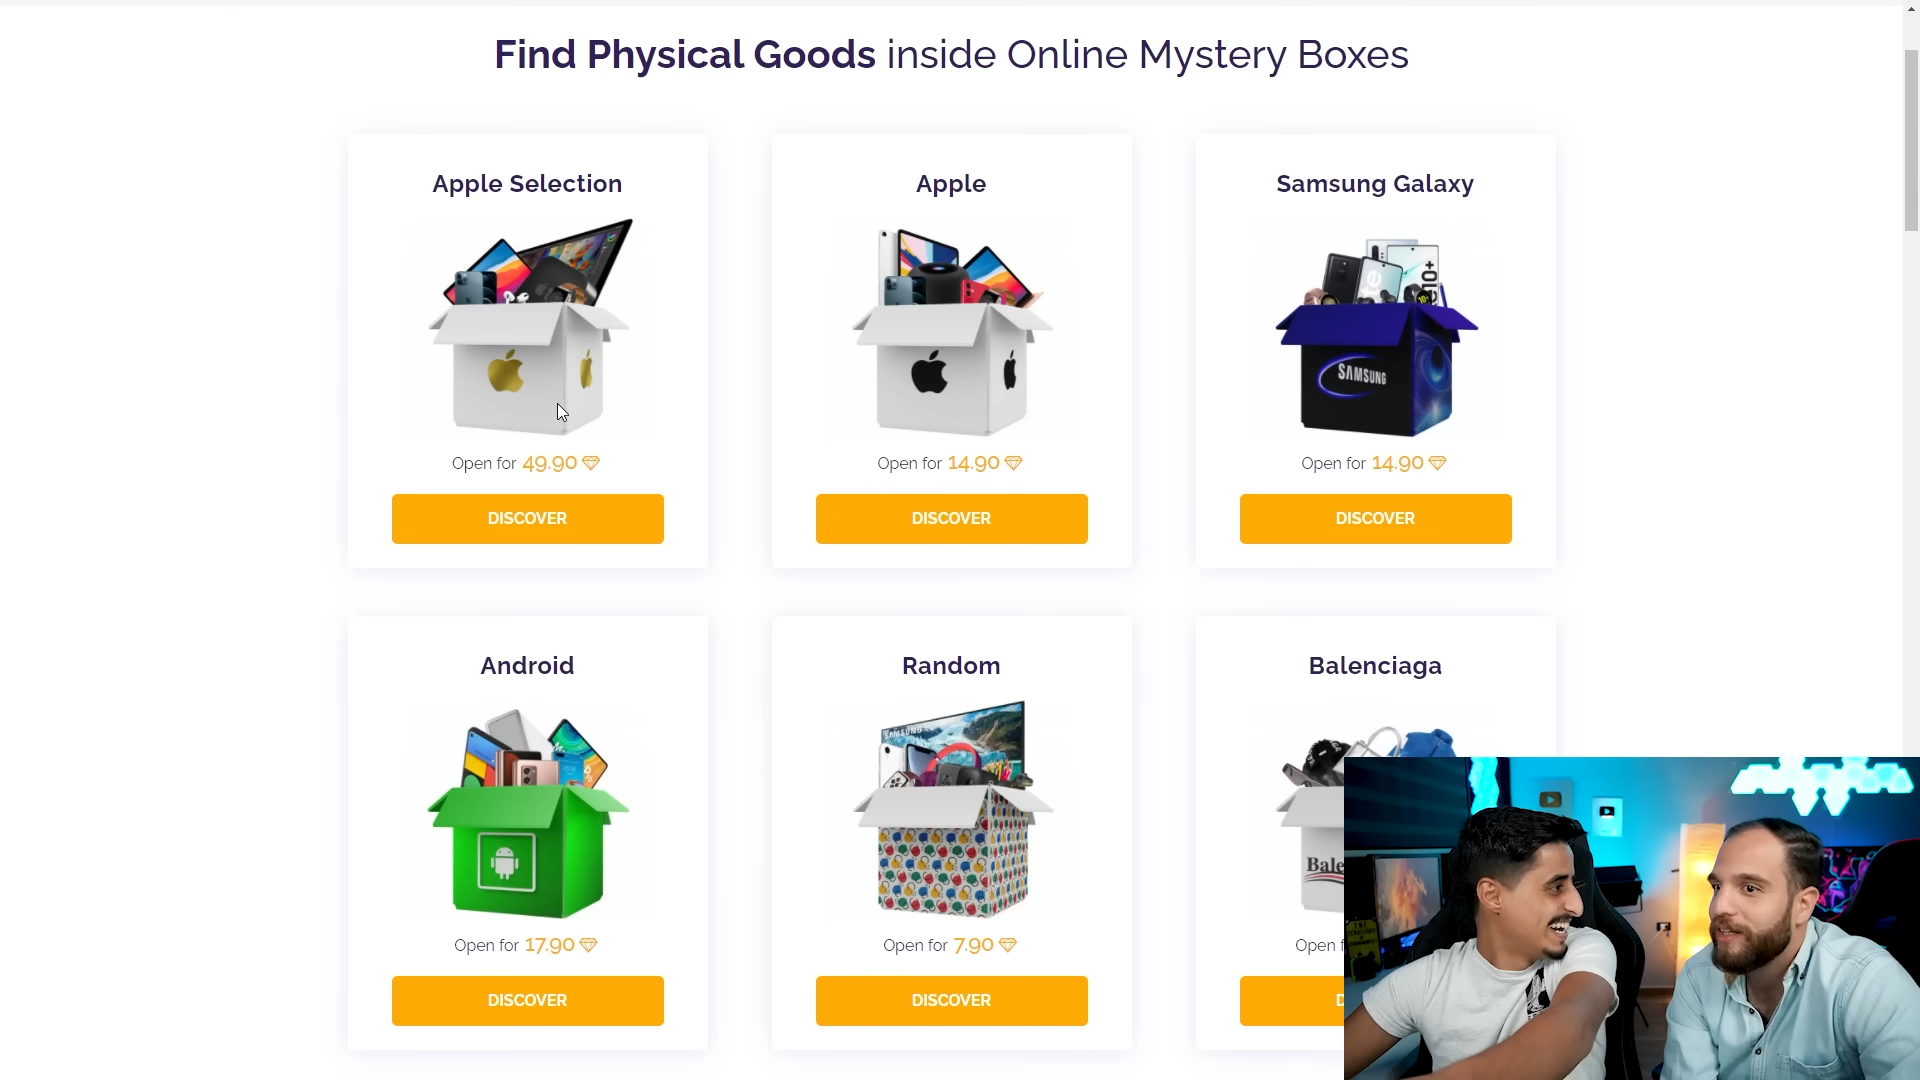 Find Physical Goods inside Online Mystery Boxes
Apple Selection
Apple
Samsung Galaxy
SAMSUNG
Open for 49.90
Open for 14.90
Open for 14.90
DISCOVER
DISCOVER
DISCOVER
Android
Random
Balenciaga
SAMSUNG
Bale
Open for 17.90
Open for 7.90
Open f
DISCOVER
DISCOVER
D